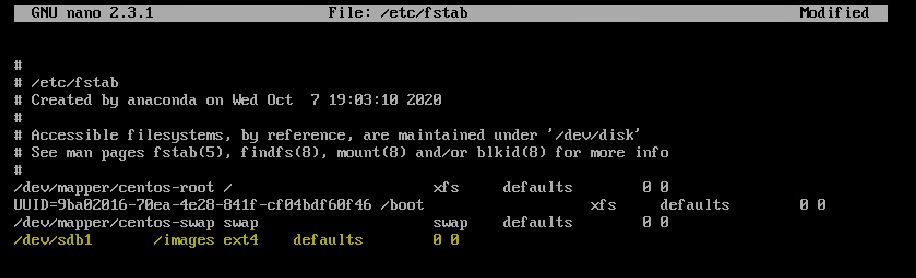 GNU nano 2.3.1 File: /etc/fstab Modified
#
# /etc/fstab
# Created by anaconda on Wed Oct  7 19:03:10 2020
#
# Accessible filesystems, by reference, are maintained under '/dev/disk'
# See man pages fstab(5), findfs(8), mount(8) and/or blkid(8) for more info
#
/dev/mapper/centos-root / xfs defaults 0 0
UUID=9ba02016-70ea-4e28-841f-cf04bdf60f46 /boot xfs defaults 0 0
/dev/mapper/centos-swap swap swap defaults 0 0
/dev/sdb1 /images ext4 defaults 0 0